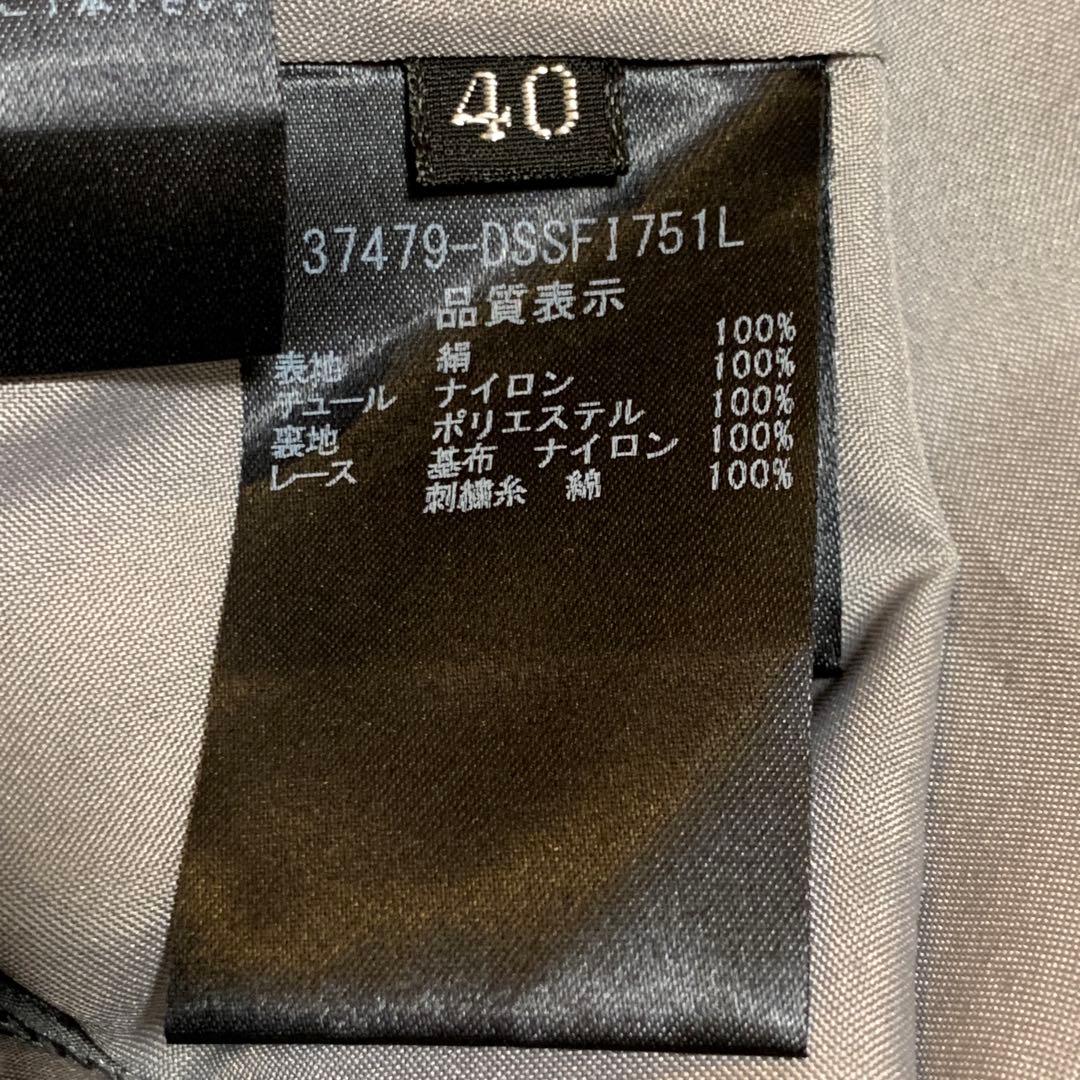 40
37479-DSSFI751L
品質表示
表地 絹 100%
チュール ナイロン 100%
裏地 ポリエステル 100%
レース 基布 ナイロン 100%
刺繍糸 綿 100%